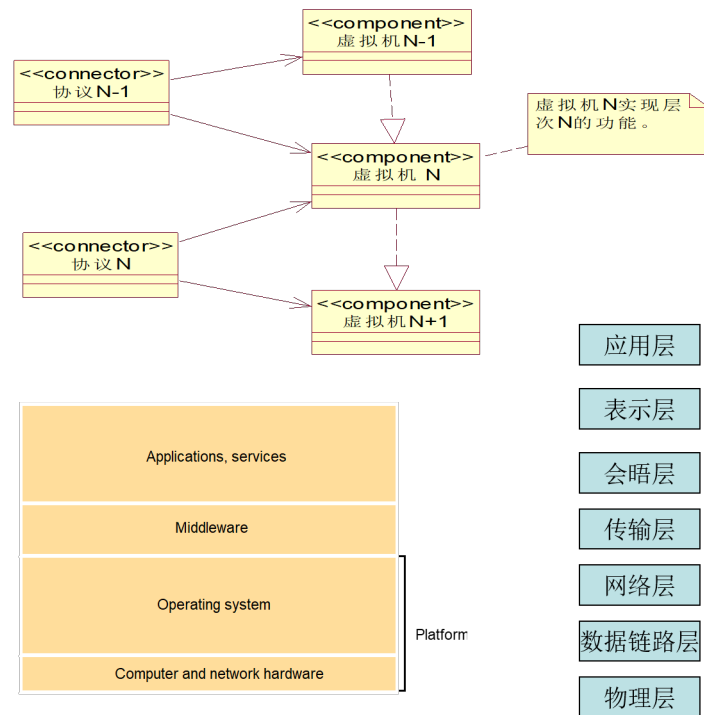 <<component>>
虚拟机N-1
<<connector>>
协议N-1
虚拟机N实现层
次N的功能。
<<component>>
虚拟机 N
<<connector>>
协议N
<<component>>
虚拟机N+1
应用层
表示层
会晤层
传输层
网络层
数据链路层
物理层
Applications, services
Middleware
Operating system
Platform
Computer and network hardware